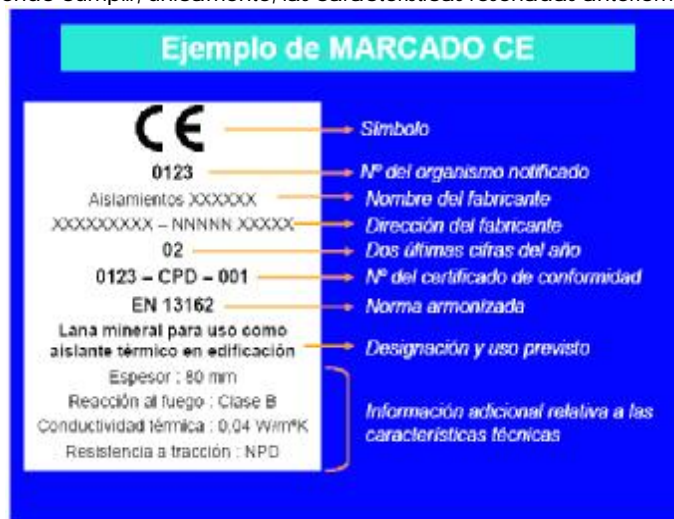 Ejemplo de MARCADO CE
CE
Símbolo
0123
Nº del organismo notificado
Aislamientos XXXXXX
Nombre del fabricante
XXXXXXXXX – NNNNN XXXXX
Dirección del fabricante
02
Dos últimas cifras del año
0123 – CPD – 001
Nº del certificado de conformidad
EN 13162
Norma armonizada
Lana mineral para uso como
aislante térmico en edificación
Designación y uso previsto
Espesor : 80 mm
Reacción al fuego : Clase B
Conductividad térmica : 0,04 W/mºK
Resistencia a tracción : NPD
Información adicional relativa a las
características técnicas